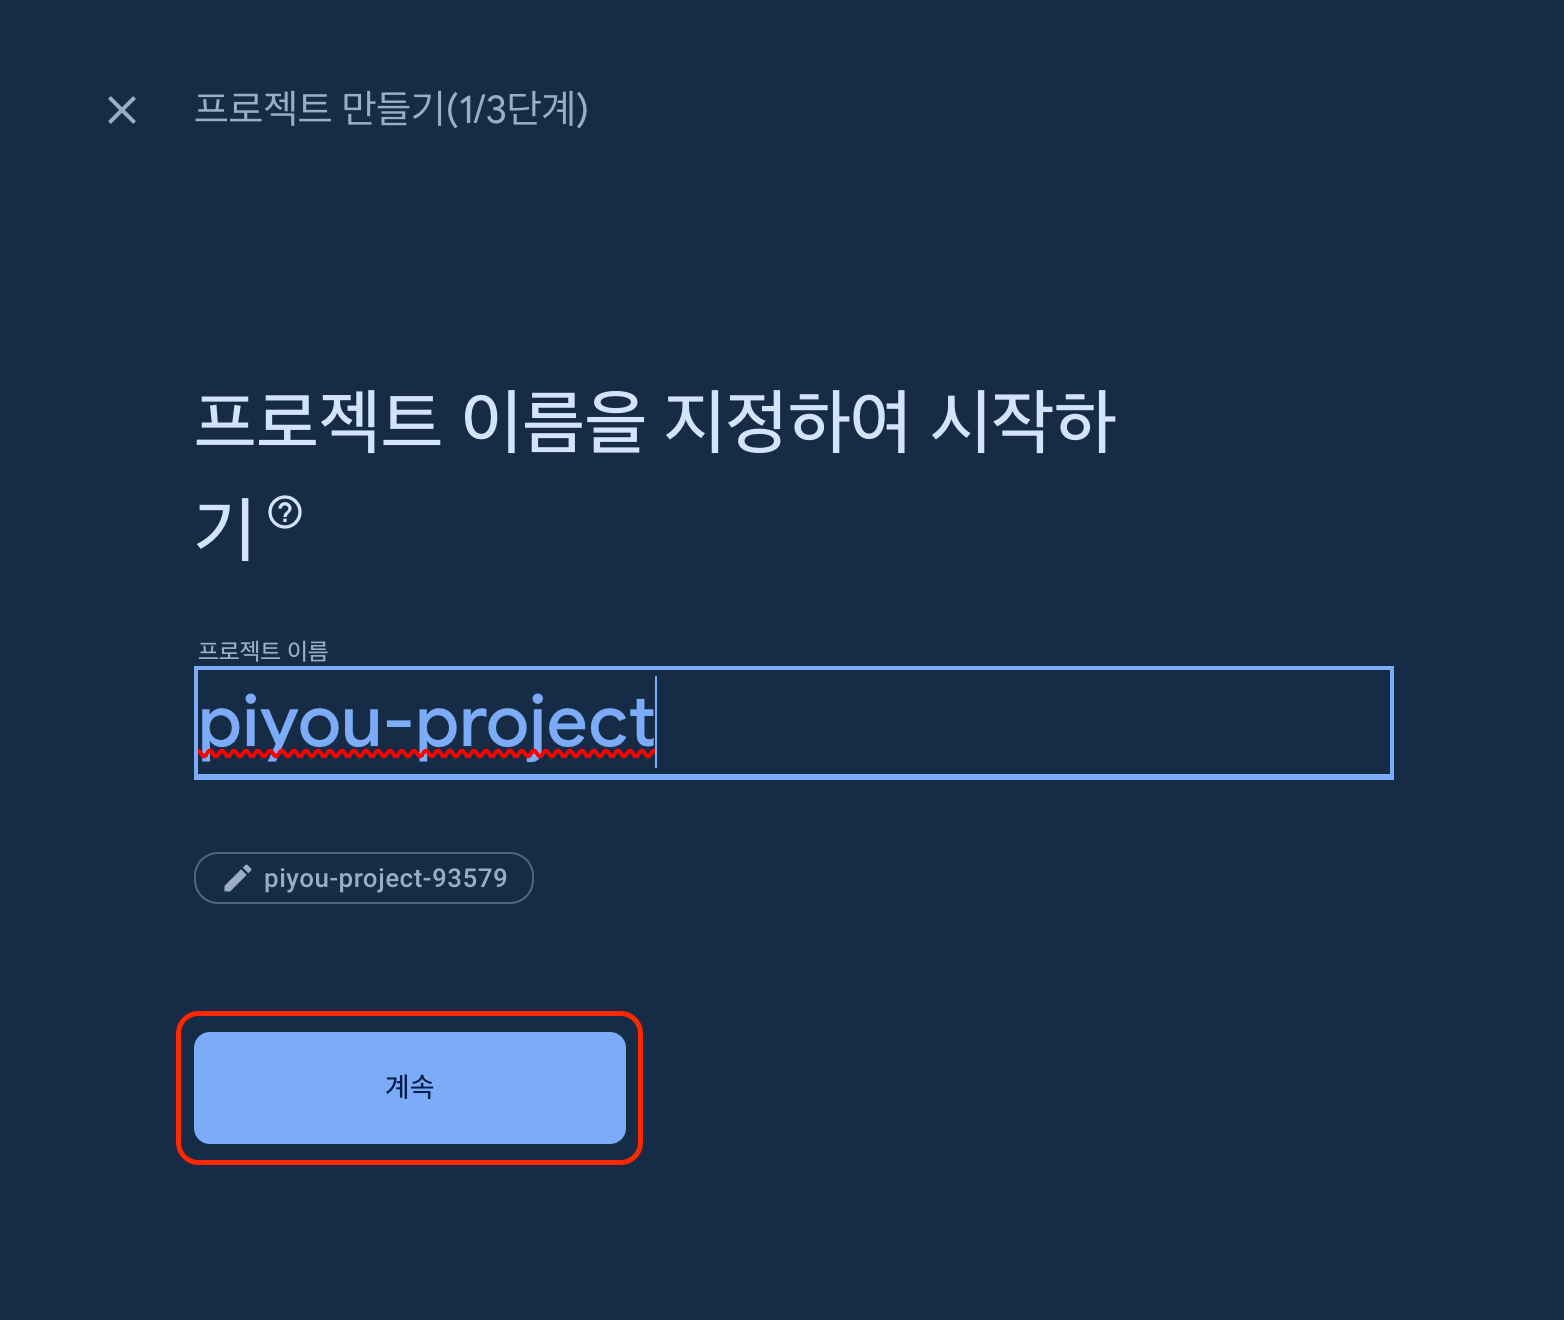 프로젝트 만들기(1/3단계)
프로젝트 이름을 지정하여 시작하
기
프로젝트 이름
piyou-project
piyou-project-93579
계속